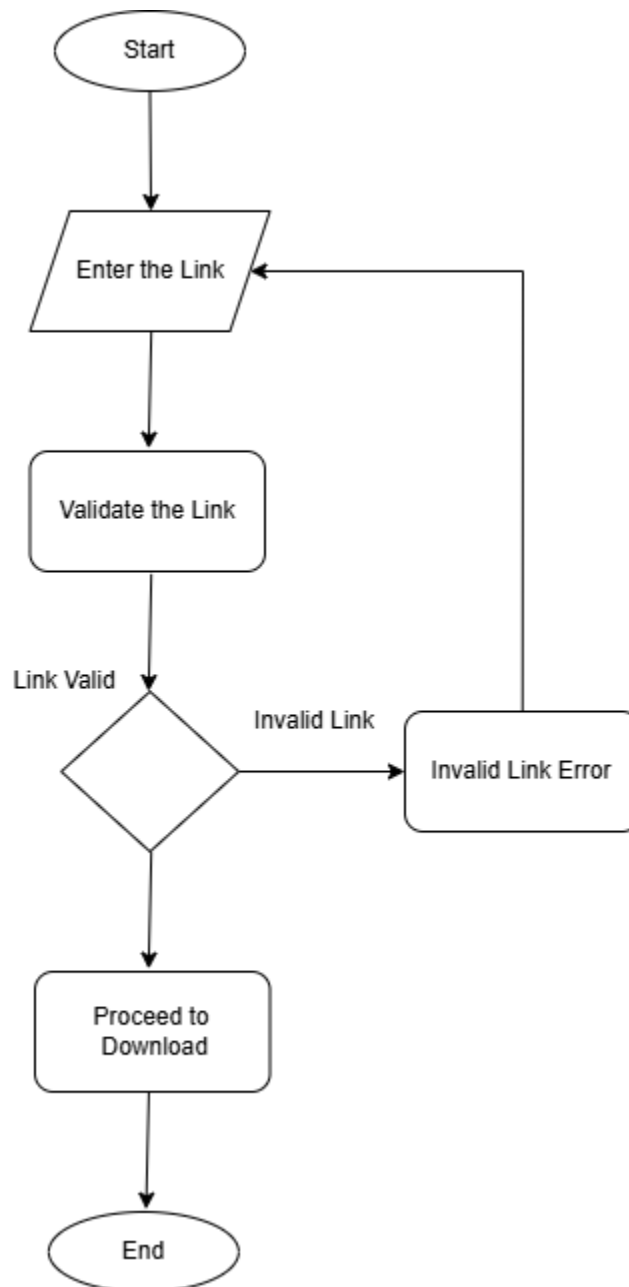 Start
Enter the Link
Validate the Link
Link Valid
Invalid Link
Invalid Link Error
Proceed to
Download
End